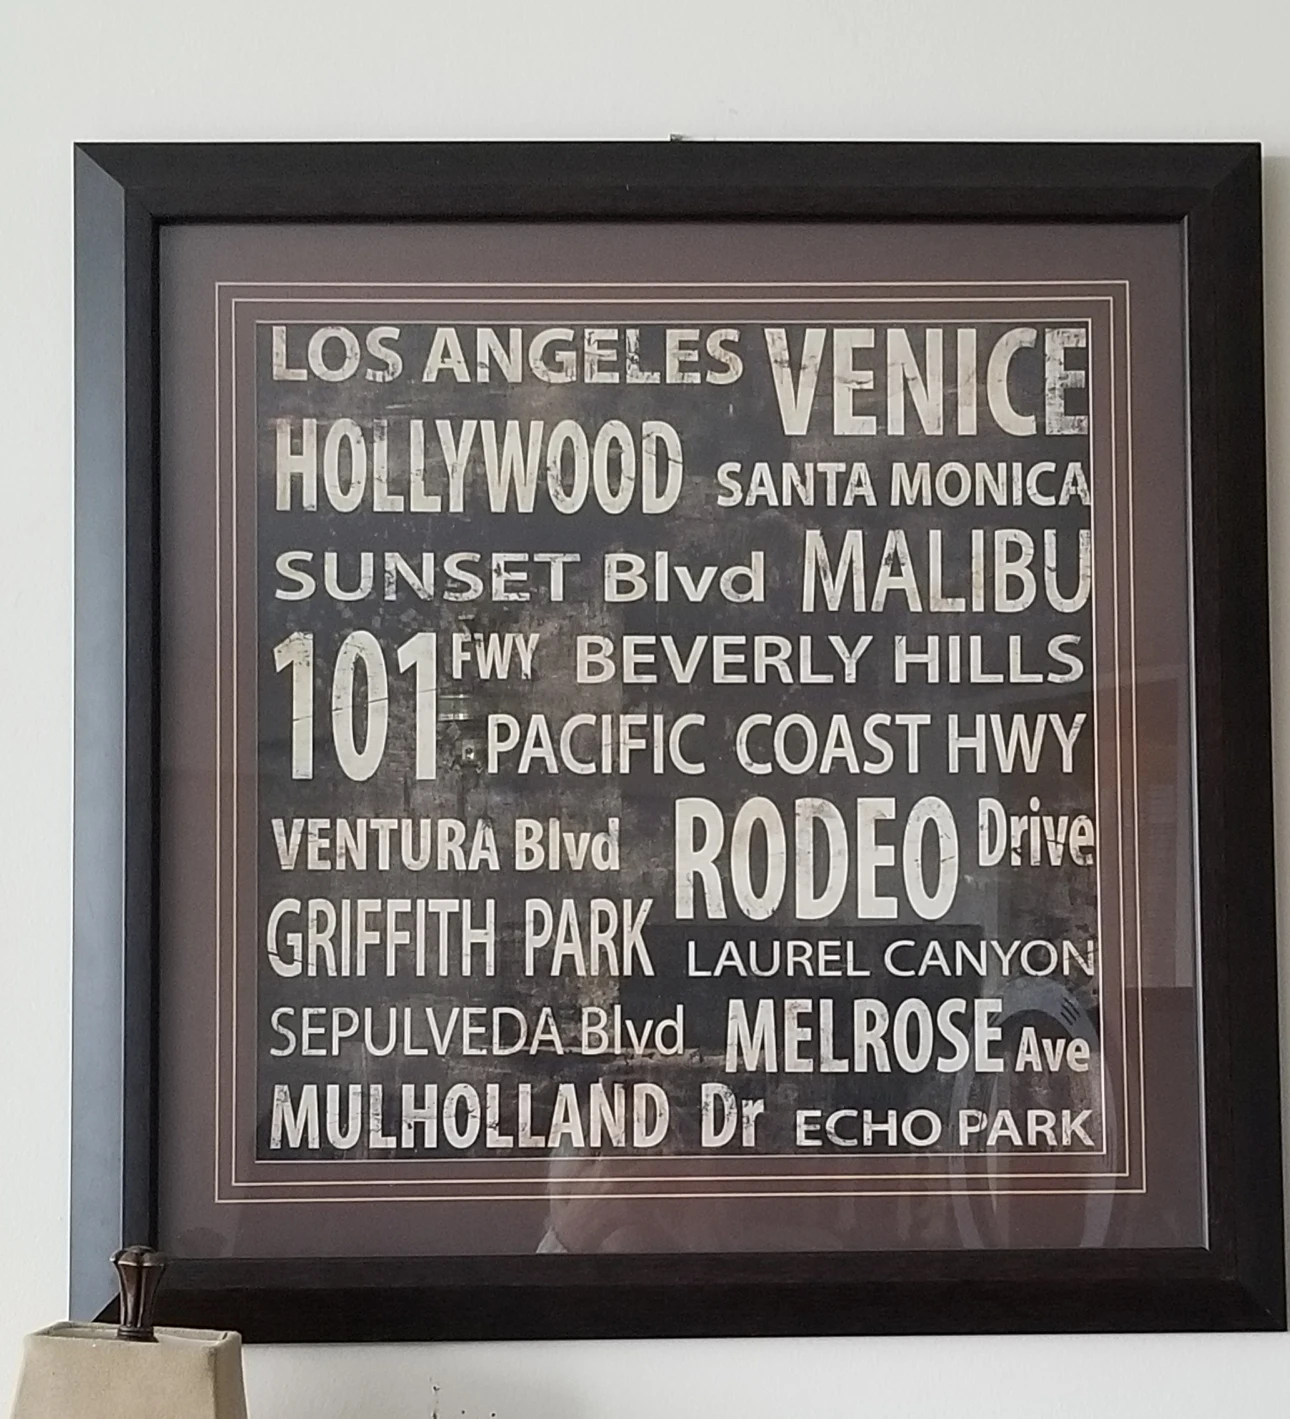 LOS ANGELES VENICE
HOLLYWOOD SANTA MONICA
SUNSET Blvd MALIBU
101 FWY BEVERLY HILLS
PACIFIC COAST HWY
VENTURA Blvd RODEO Drive
GRIFFITH PARK LAUREL CANYON
SEPULVEDA Blvd MELROSE Ave
MULHOLLAND Dr ECHO PARK